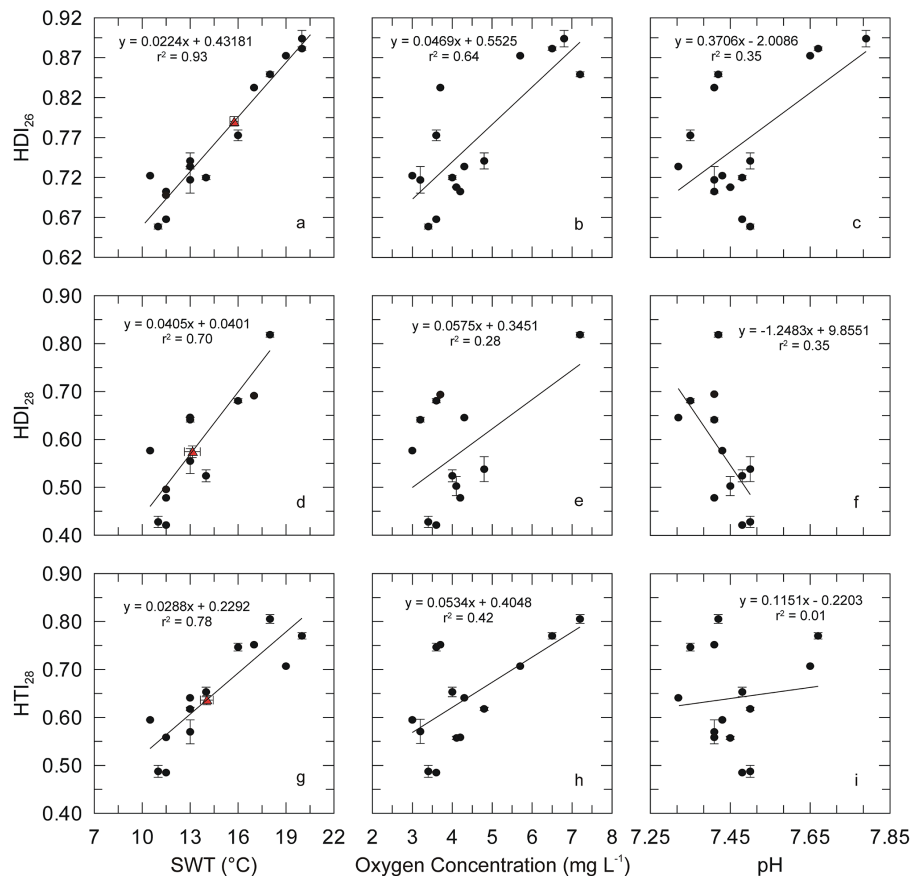 0.92
0.87
0.82
0.77
0.72
0.67
0.62
HDI26
y = 0.0224x + 0.43181
r² = 0.93
a
y = 0.0469x + 0.5525
r² = 0.64
b
y = 0.3706x - 2.0086
r² = 0.35
c
0.90
0.80
0.70
0.60
0.50
0.40
HDI28
y = 0.0405x + 0.0401
r² = 0.70
d
y = 0.0575x + 0.3451
r² = 0.28
e
y = -1.2483x + 9.8551
r² = 0.35
f
0.90
0.80
0.70
0.60
0.50
0.40
HTI28
y = 0.0288x + 0.2292
r² = 0.78
g
y = 0.0534x + 0.4048
r² = 0.42
h
y = 0.1151x - 0.2203
r² = 0.01
i
7 10 13 16 19 22
2 3 4 5 6 7 8
7.25 7.45 7.65 7.85
SWT (°C)
Oxygen Concentration (mg L⁻¹)
pH